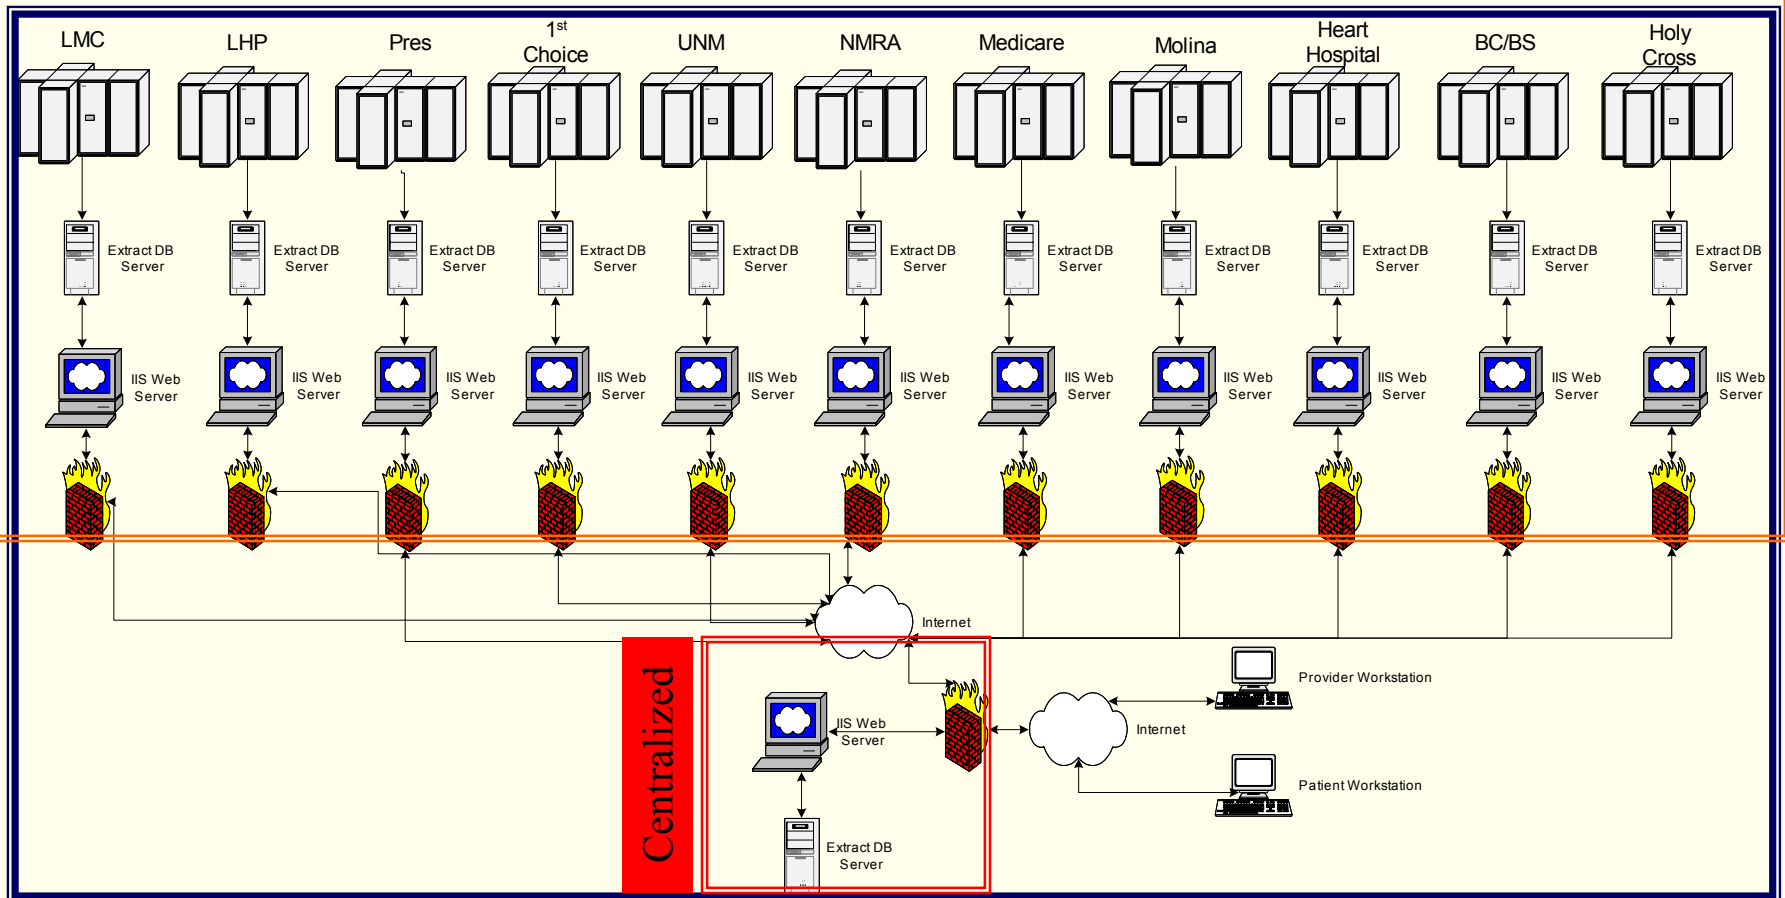 LMC
LHP
Pres
1st
Choice
UNM
NMRA
Medicare
Molina
Heart
Hospital
BC/BS
Holy
Cross
Extract DB
Server
Extract DB
Server
Extract DB
Server
Extract DB
Server
Extract DB
Server
Extract DB
Server
Extract DB
Server
Extract DB
Server
Extract DB
Server
Extract DB
Server
Extract DB
Server
IIS Web
Server
IIS Web
Server
IIS Web
Server
IIS Web
Server
IIS Web
Server
IIS Web
Server
IIS Web
Server
IIS Web
Server
IIS Web
Server
IIS Web
Server
IIS Web
Server
Internet
Centralized
IIS Web
Server
Extract DB
Server
Internet
Provider Workstation
Patient Workstation